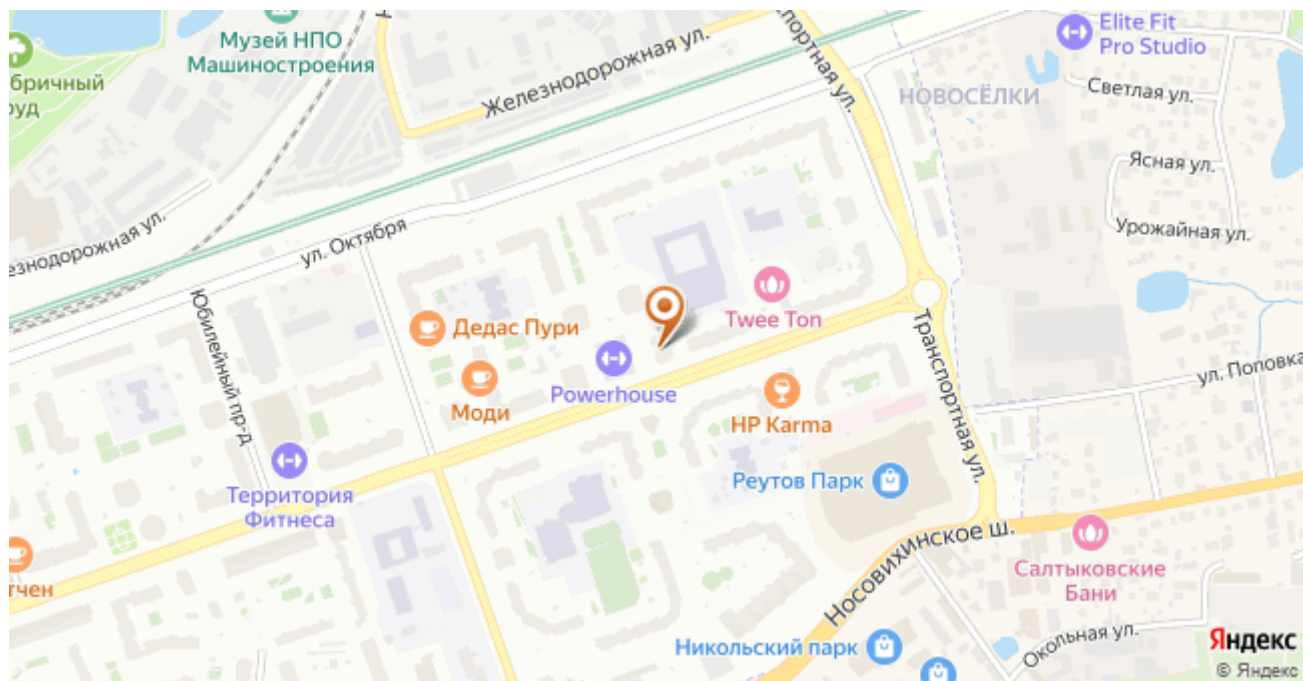 Музей НПО
Машиностроения
Железнодорожная ул.
спортная ул.
Elite Fit
Pro Studio
бричный
руд
НОВОСЁЛКИ
Светлая ул.
Ясная ул.
Урожайная ул.
езнодорожная ул.
ул. Октября
Юбилейный пр-д
Дедас Пури
Twee Ton
Powerhouse
Моди
HP Karma
Транспортная ул.
ул. Поповка
Территория
Фитнеса
Реутов Парк
тчен
Носовихинское ш.
Салтыковские
Бани
Никольский парк
Окольная ул.
Яндекс
© Яндекс